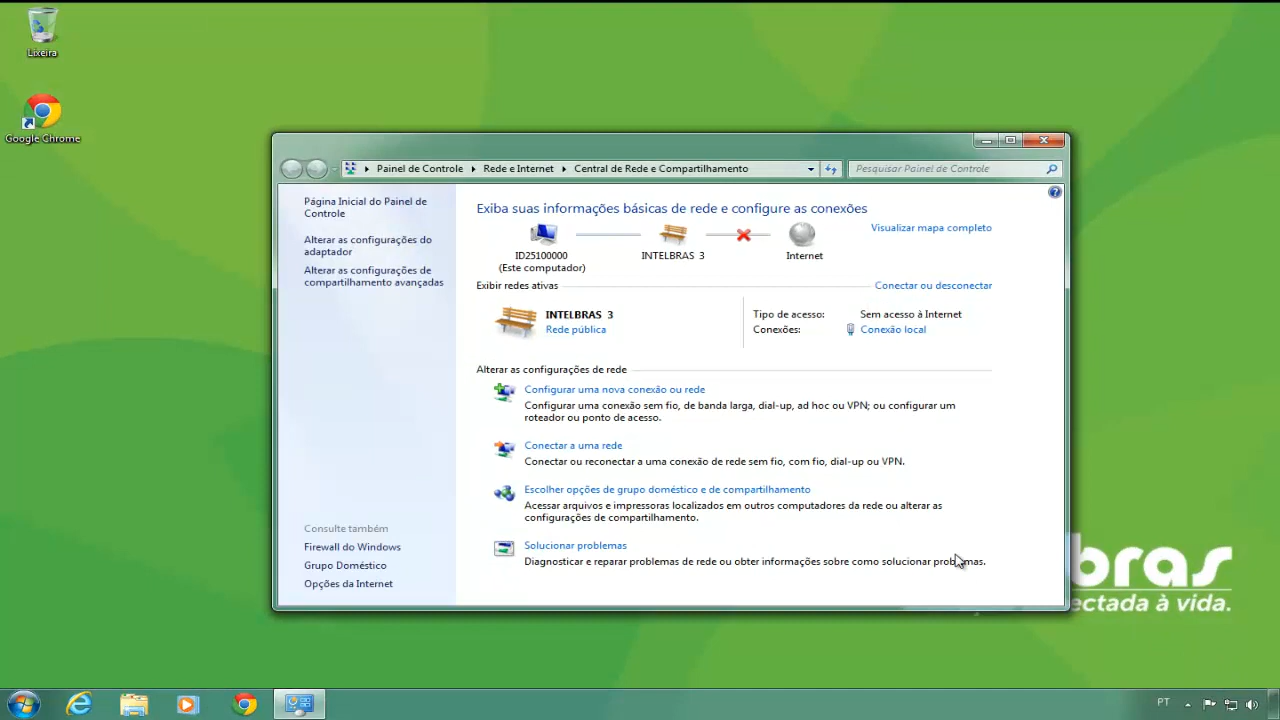 Lixeira
Google Chrome
Painel de Controle
Rede e Internet
Central de Rede e Compartilhamento
Pesquisar Painel de Controle
Página Inicial do Painel de
Controle
Alterar as configurações do
adaptador
Alterar as configurações de
compartilhamento avançadas
Consulte também
Firewall do Windows
Grupo Doméstico
Opções da Internet
Exiba suas informações básicas de rede e configure as conexões
Visualizar mapa completo
ID25100000
(Este computador)
INTELBRAS 3
Internet
Exibir redes ativas
Conectar ou desconectar
INTELBRAS 3
Rede pública
Tipo de acesso: Sem acesso à Internet
Conexões: Conexão local
Alterar as configurações de rede
Configurar uma nova conexão ou rede
Configurar uma conexão sem fio, de banda larga, dial-up, ad hoc ou VPN; ou configurar um
roteador ou ponto de acesso.
Conectar a uma rede
Conectar ou reconectar a uma conexão de rede sem fio, com fio, dial-up ou VPN.
Escolher opções de grupo doméstico e de compartilhamento
Acessar arquivos e impressoras localizados em outros computadores da rede ou alterar as
configurações de compartilhamento.
Solucionar problemas
Diagnosticar e reparar problemas de rede ou obter informações sobre como solucionar problemas.
bras
ectada à vida.
PT